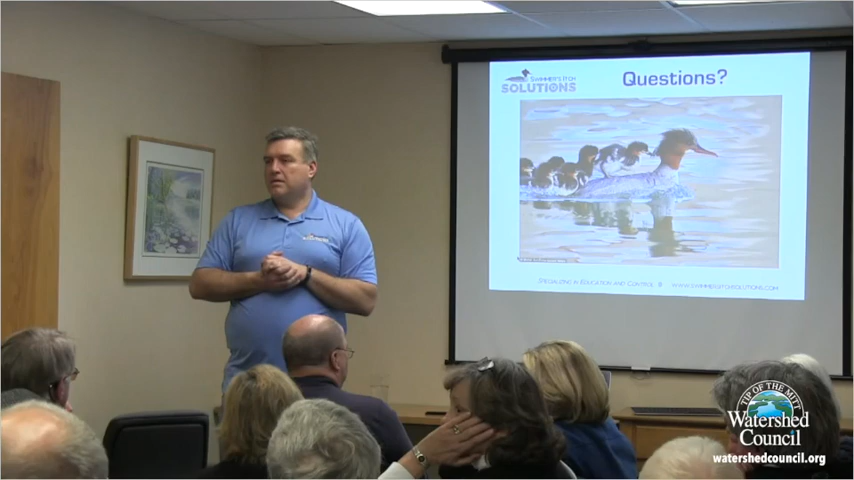 SWIMMER'S ITCH
SOLUTIONS
Questions?
SPECIALIZING IN EDUCATION AND CONTROL
WWW.SWIMMERSITCHSOLUTIONS.COM
TIP OF THE MITT
Watershed
Council
watershedcouncil.org